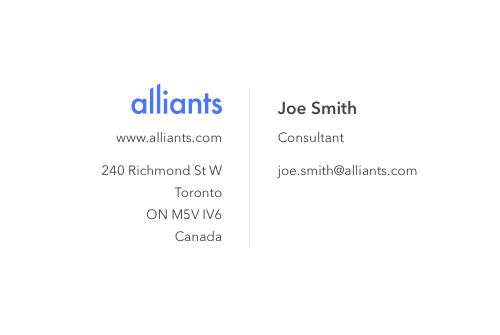 alliants
www.alliants.com
240 Richmond St W
Toronto
ON M5V IV6
Canada
Joe Smith
Consultant
joe.smith@alliants.com